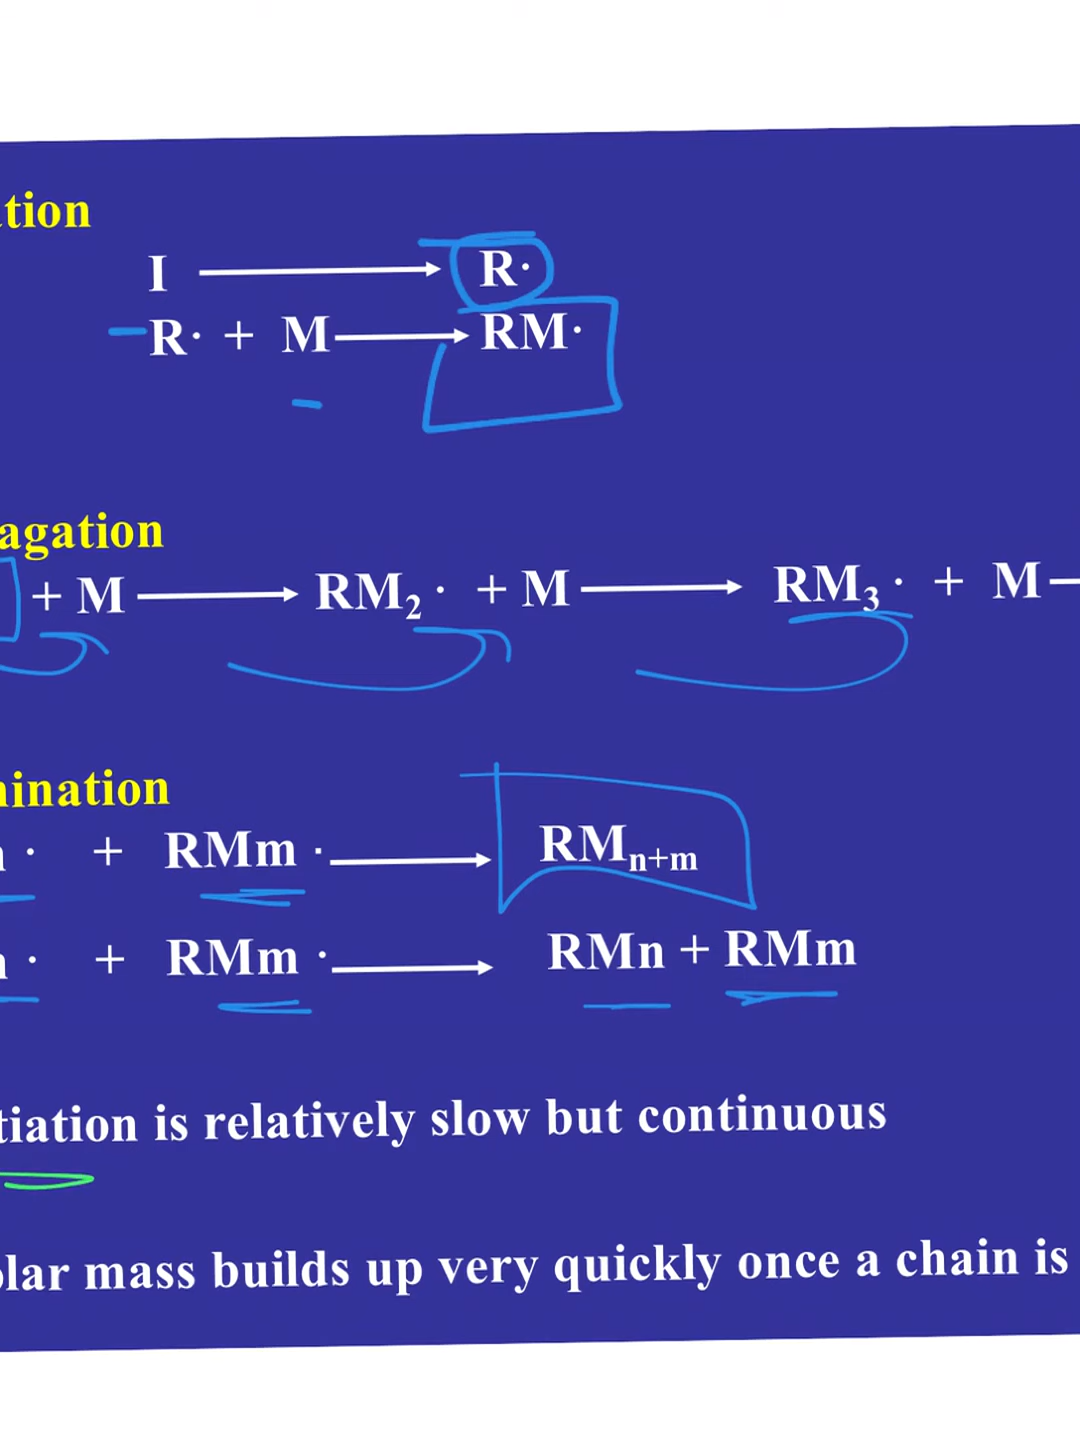 tion
I → R·
R· + M → RM·
agation
+ M → RM₂· + M → RM₃· + M
ination
· + RMm· → RMn+m
· + RMm· → RMn + RMm
tiation is relatively slow but continuous
lar mass builds up very quickly once a chain is